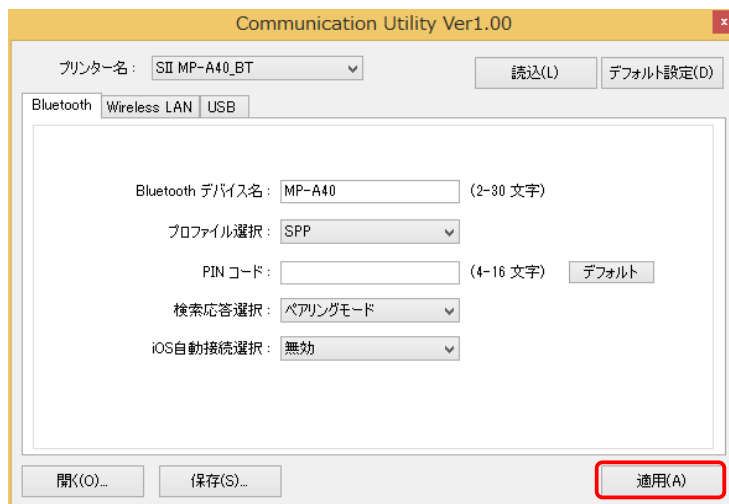 Communication Utility Ver1.00
x
プリンター名： SII MP-A40_BT 読込(L) デフォルト設定(D)
Bluetooth Wireless LAN USB
Bluetooth デバイス名： MP-A40 (2-30 文字)
プロファイル選択： SPP
PIN コード： (4-16 文字) デフォルト
検索応答選択： ペアリングモード
iOS自動接続選択： 無効
開く(O)... 保存(S)... 適用(A)